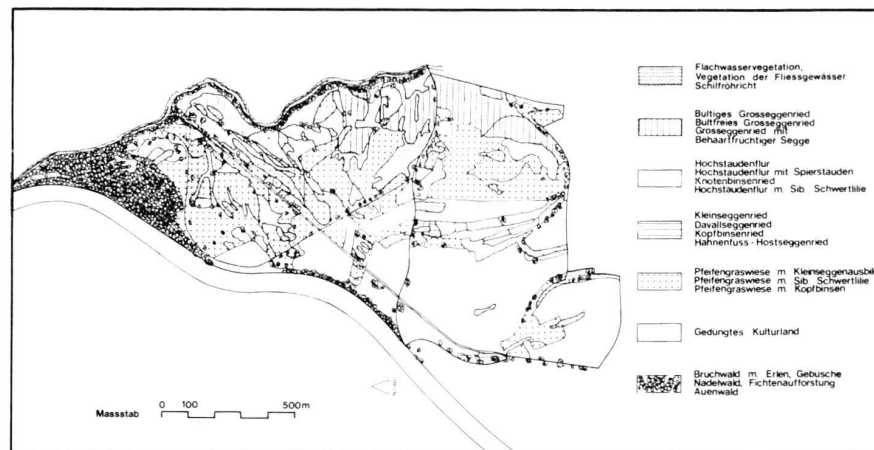 Flachwasservegetation,
Vegetation der Fliessgewässer
Schilfröhricht
Bultiges Grosseggenried
Bultfreies Grosseggenried
Grosseggenried mit
Behaartfrüchtiger Segge
Hochstaudenflur
Hochstaudenflur mit Spierstauden
Knotenbinsenried
Hochstaudenflur m. Sib. Schwertlilie
Kleinseggenried
Davallseggenried
Kopfbinsenried
Hahnenfuss-Hostseggenried
Pfeifengraswiese m. Kleinseggenausbil
Pfeifengraswiese m. Sib. Schwertlilie
Pfeifengraswiese m. Kopfbinsen
Gedüngtes Kulturland
Bruchwald m. Erlen, Gebüsche
Nadelwald, Fichtenaufforstung
Auenwald
Massstab 0 100 500m